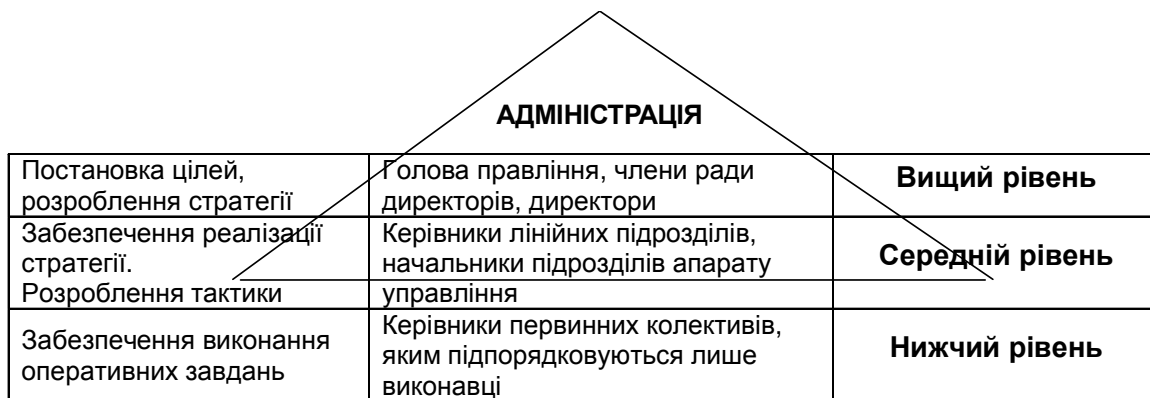 АДМІНІСТРАЦІЯ
Постановка цілей,
розроблення стратегії
Голова правління, члени ради
директорів, директори
Вищий рівень
Забезпечення реалізації
стратегії.
Розроблення тактики
Керівники лінійних підрозділів,
начальники підрозділів апарату
управління
Середній рівень
Забезпечення виконання
оперативних завдань
Керівники первинних колективів,
яким підпорядковуються лише
виконавці
Нижчий рівень